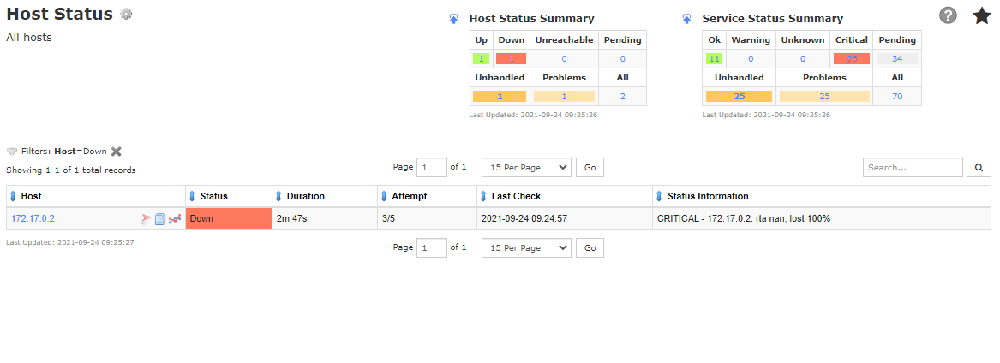 Host Status
All hosts
Host Status Summary
Up Down Unreachable Pending
1 1 0 0
Unhandled Problems All
1 1 2
Last Updated: 2021-09-24 09:25:26
Service Status Summary
Ok Warning Unknown Critical Pending
11 0 0 25 34
Unhandled Problems All
25 25 70
Last Updated: 2021-09-24 09:25:26
Filters: Host=Down
Showing 1-1 of 1 total records
Page 1 of 1 15 Per Page Go
Search...
Host Status Duration Attempt Last Check Status Information
172.17.0.2 Down 2m 47s 3/5 2021-09-24 09:24:57 CRITICAL - 172.17.0.2: rta nan, lost 100%
Last Updated: 2021-09-24 09:25:27
Page 1 of 1 15 Per Page Go